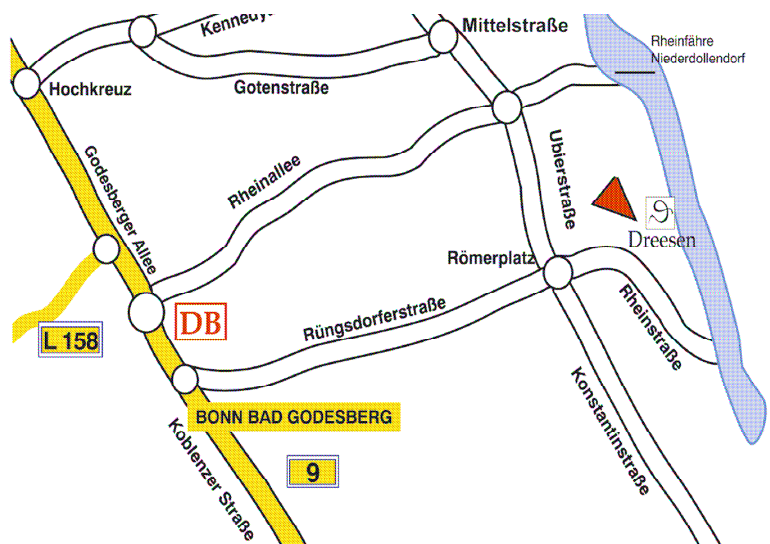 Kennedy
Mittelstraße
Rheinfähre
Niederdollendorf
Hochkreuz
Gotenstraße
Godesberger Allee
Rheinallee
Ubierstraße
Dreesen
Römerplatz
DB
L 158
Rüngsdorferstraße
Rheinstraße
BONN BAD GODESBERG
Koblenzer Straße
Konstantinstraße
9